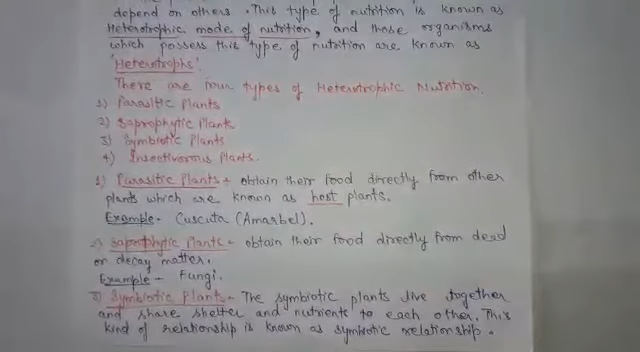 depend on others. This type of nutrition is known as
Heterotrophic mode of nutrition, and those organisms
which possess this type of nutrition are known as
'Heterotrophs'
There are four types of Heterotrophic Nutrition.
1) Parasitic Plants
2) Saprophytic Plants
3) Symbiotic Plants
4) Insectivorous Plants.
1) Parasitic Plants → obtain their food directly from other
plants which are known as host plants.
Example - Cuscuta (Amarbel).
2) Saprophytic Plants - obtain their food directly from dead
or decay matter.
Example - Fungi.
3) Symbiotic Plants - The symbiotic plants live together
and share shelter and nutrients to each other. This
kind of relationship is known as symbiotic relationship.